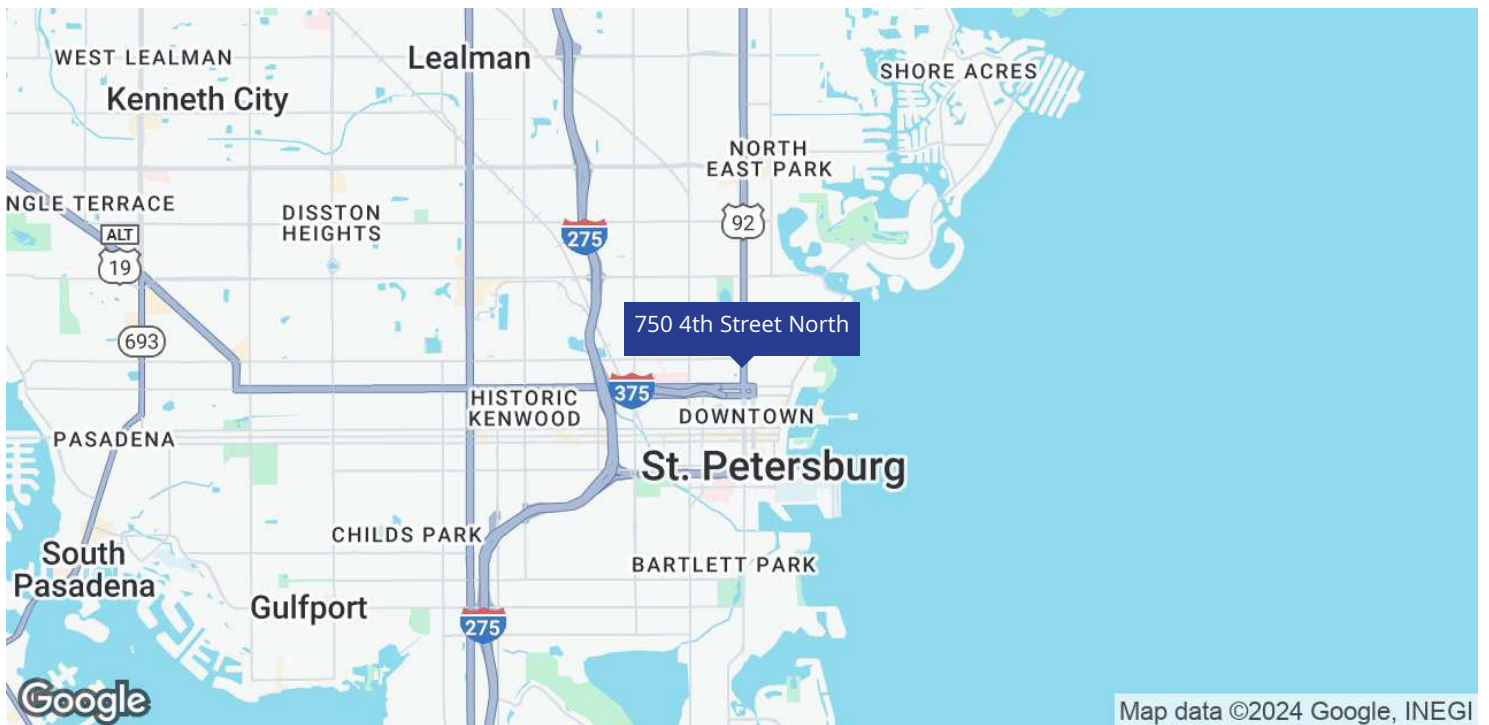 WEST LEALMAN
Lealman
SHORE ACRES
Kenneth City
NORTH
EAST PARK
NGLE TERRACE
DISSTON
HEIGHTS
ALT
19
275
92
693
750 4th Street North
375
HISTORIC
KENWOOD
DOWNTOWN
PASADENA
St. Petersburg
CHILDS PARK
South
Pasadena
BARTLETT PARK
Gulfport
275
Google
Map data ©2024 Google, INEGI